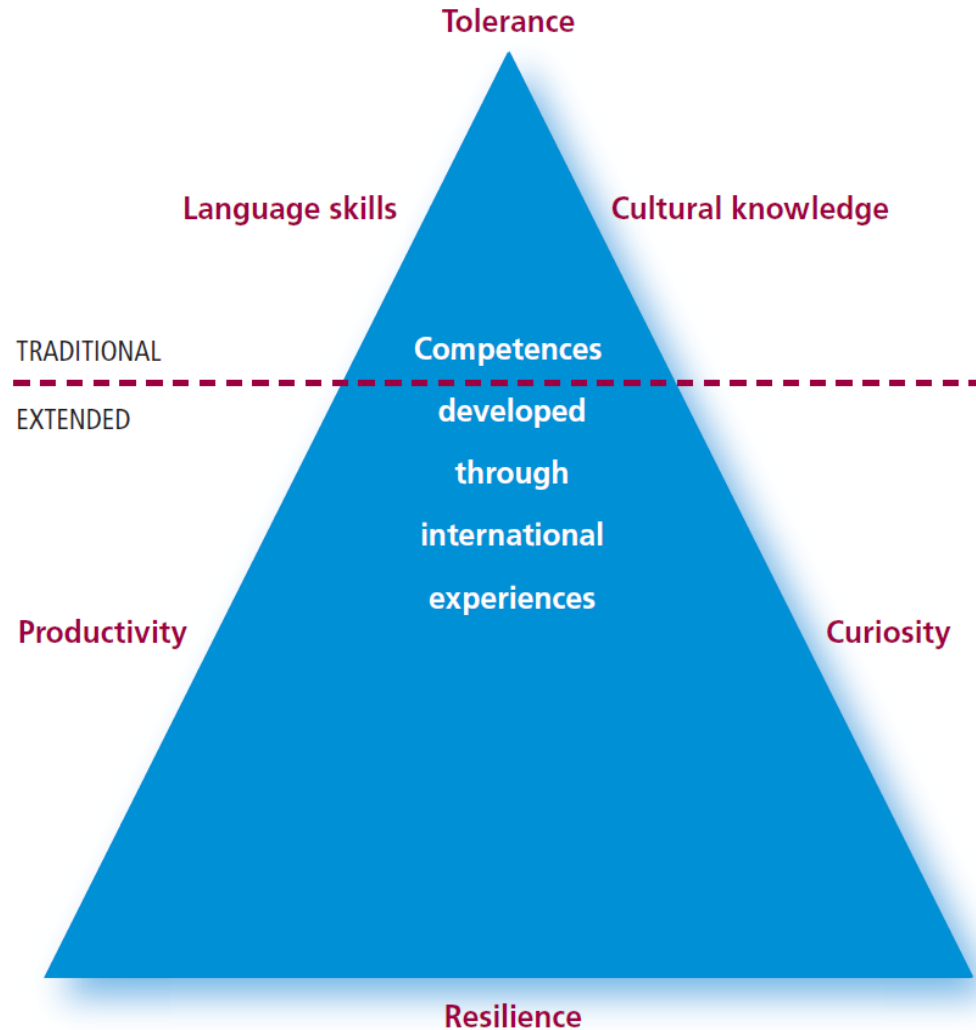 Tolerance
Language skills
Cultural knowledge
TRADITIONAL
Competences
EXTENDED
developed
through
international
experiences
Productivity
Curiosity
Resilience